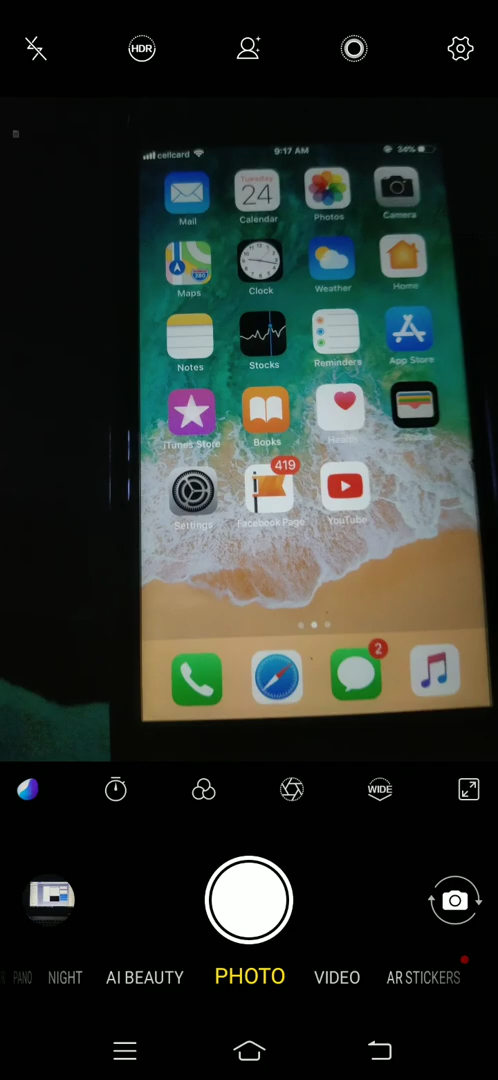 HDR
cellcard 9:17 AM 34%
Tuesday
24
Mail Calendar Photos Camera
280
Maps Clock Weather Home
Notes Stocks Reminders App Store
iTunes Store Books Health
419
Settings Facebook Page YouTube
2
WIDE
PANO NIGHT AI BEAUTY PHOTO VIDEO AR STICKERS